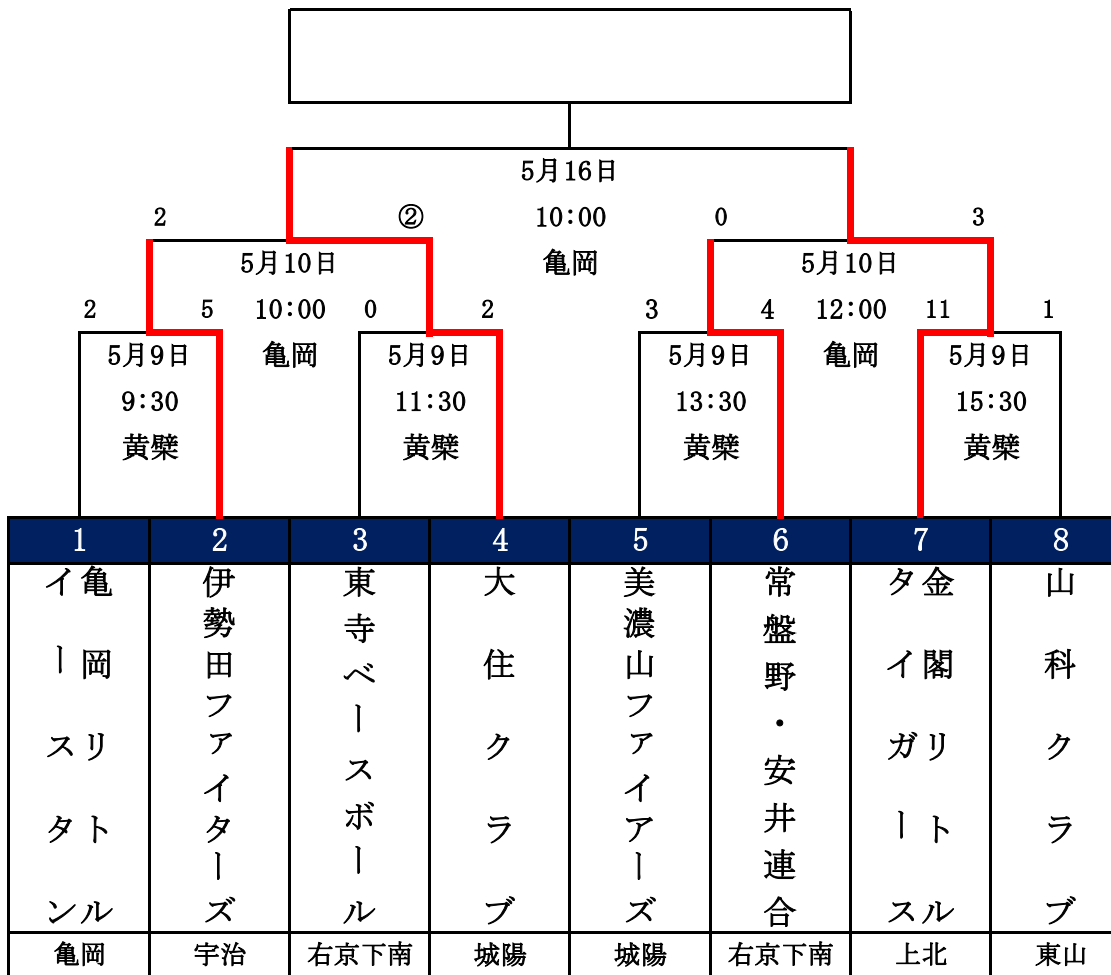 5月16日
2 ② 10:00 0 3
亀岡
5月10日 5月10日
2 5 10:00 0 2 3 4 12:00 11 1
5月9日 亀岡 5月9日 5月9日 亀岡 5月9日
9:30 11:30 13:30 15:30
黄檗 黄檗 黄檗 黄檗
1 2 3 4 5 6 7 8
亀岡リトル
イースタン
伊勢田ファイターズ
東寺ベースボール
大住クラブ
美濃山ファイアーズ
常盤野・安井連合
金閣リトル
タイガース
山科クラブ
亀岡 宇治 右京下南 城陽 城陽 右京下南 上北 東山